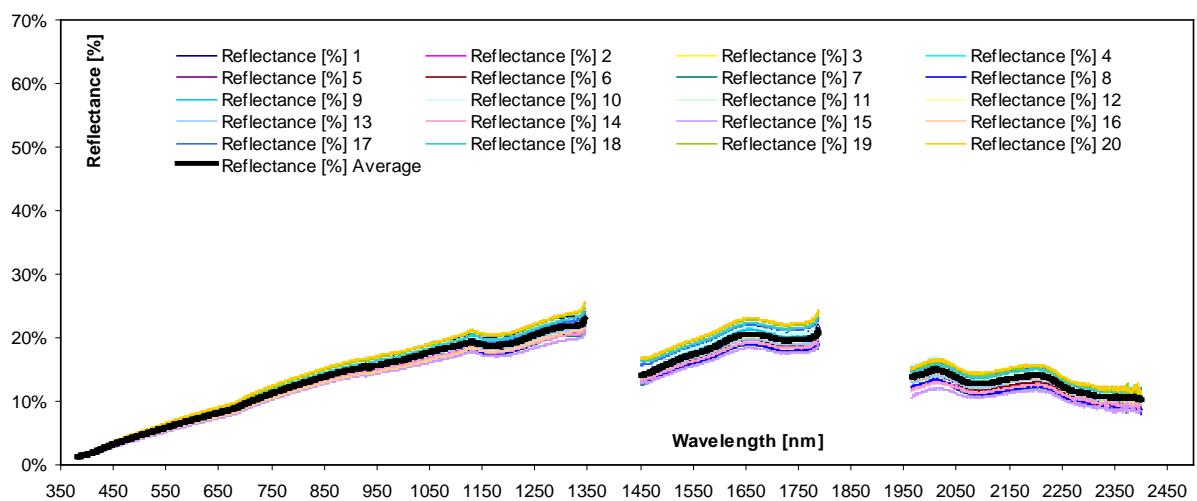 70%
60%
50%
40%
30%
20%
10%
0%
Reflectance [%]
Reflectance [%] 1 Reflectance [%] 2 Reflectance [%] 3 Reflectance [%] 4
Reflectance [%] 5 Reflectance [%] 6 Reflectance [%] 7 Reflectance [%] 8
Reflectance [%] 9 Reflectance [%] 10 Reflectance [%] 11 Reflectance [%] 12
Reflectance [%] 13 Reflectance [%] 14 Reflectance [%] 15 Reflectance [%] 16
Reflectance [%] 17 Reflectance [%] 18 Reflectance [%] 19 Reflectance [%] 20
Reflectance [%] Average
Wavelength [nm]
350 450 550 650 750 850 950 1050 1150 1250 1350 1450 1550 1650 1750 1850 1950 2050 2150 2250 2350 2450